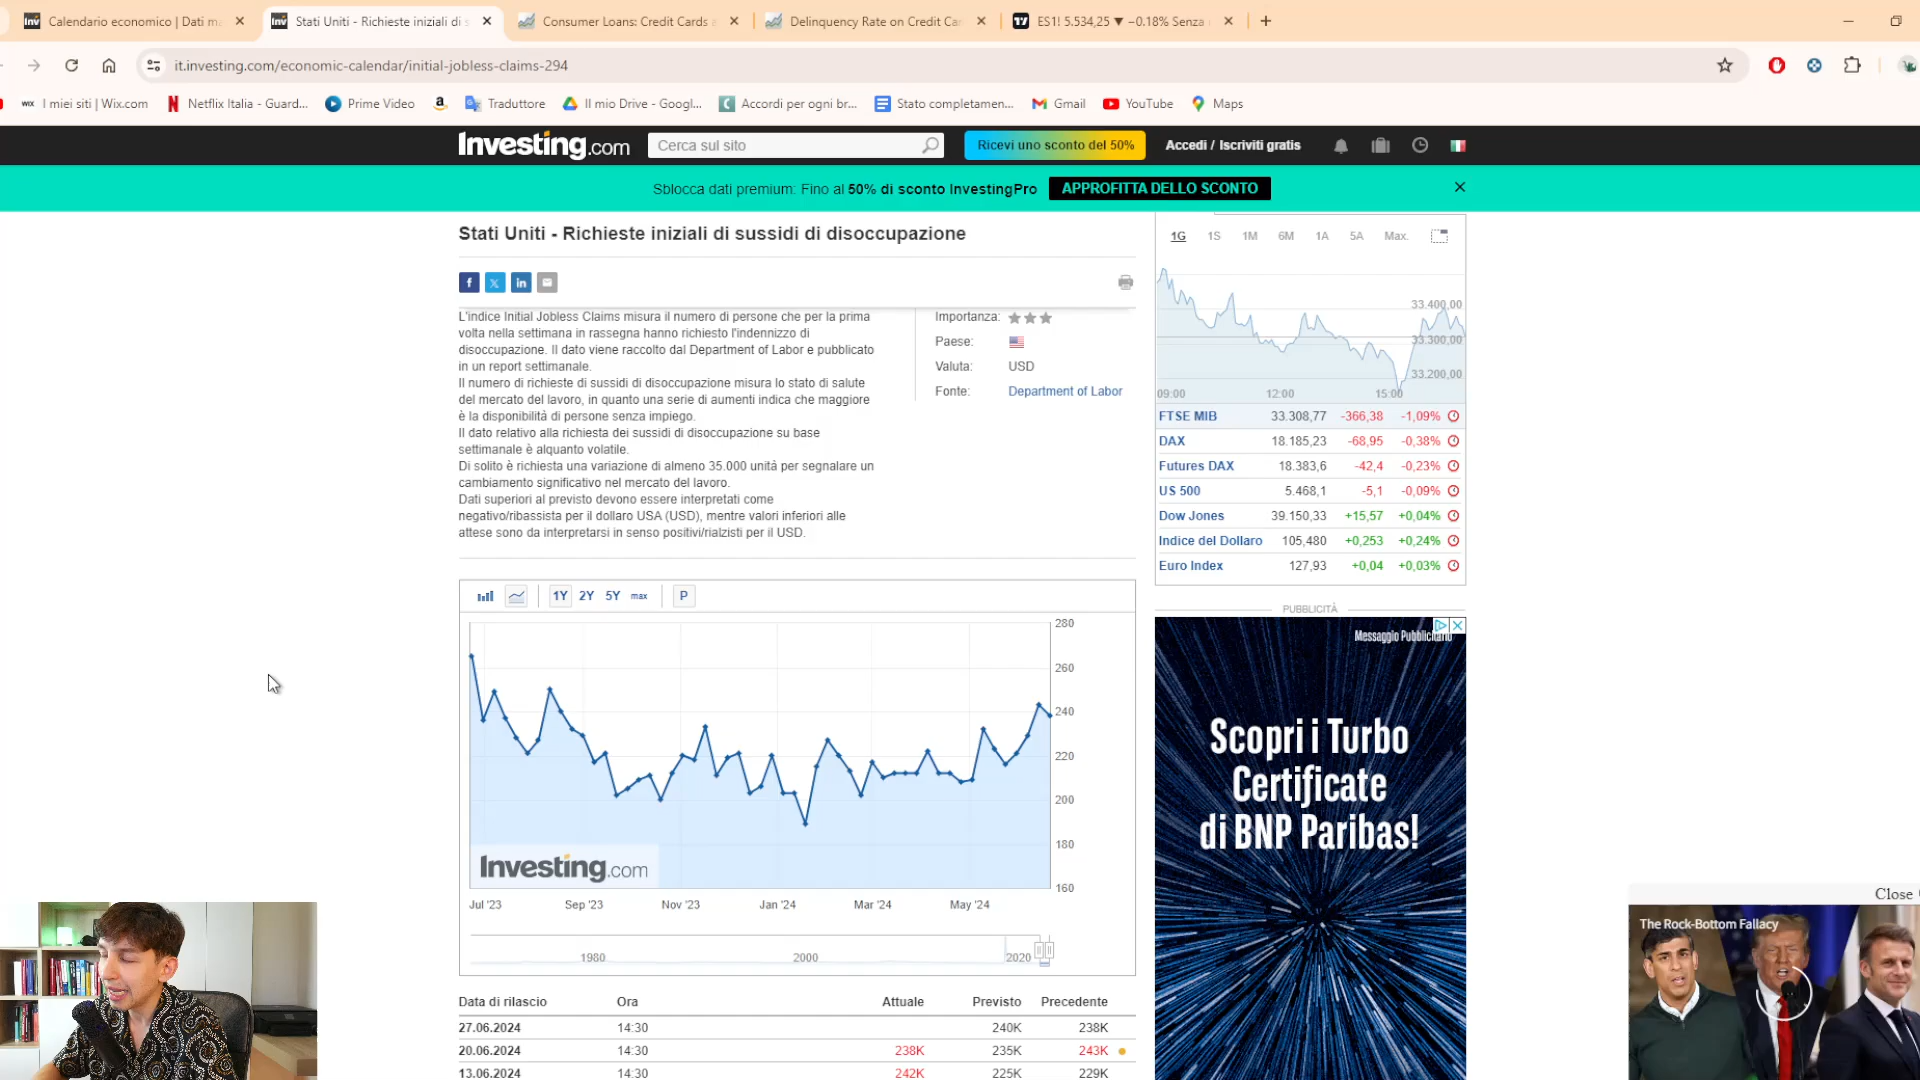 Calendario economico | Dati ma
Stati Uniti - Richieste iniziali di s
Consumer Loans: Credit Cards a
Delinquency Rate on Credit Car
ES1! 5.534,25 ▼ −0.18% Senza
it.investing.com/economic-calendar/initial-jobless-claims-294
WIX I miei siti | Wix.com
Netflix Italia - Guard...
Prime Video
Traduttore
Il mio Drive - Googl...
Accordi per ogni br...
Stato completamen...
Gmail
YouTube
Maps
Investing.com
Cerca sul sito
Ricevi uno sconto del 50%
Accedi / Iscriviti gratis
Sblocca dati premium: Fino al 50% di sconto InvestingPro
APPROFITTA DELLO SCONTO
Stati Uniti - Richieste iniziali di sussidi di disoccupazione
L'indice Initial Jobless Claims misura il numero di persone che per la prima
volta nella settimana in rassegna hanno richiesto l'indennizzo di
disoccupazione. Il dato viene raccolto dal Department of Labor e pubblicato
in un report settimanale.
Il numero di richieste di sussidi di disoccupazione misura lo stato di salute
del mercato del lavoro, in quanto una serie di aumenti indica che maggiore
è la disponibilità di persone senza impiego.
Il dato relativo alla richiesta dei sussidi di disoccupazione su base
settimanale è alquanto volatile.
Di solito è richiesta una variazione di almeno 35.000 unità per segnalare un
cambiamento significativo nel mercato del lavoro.
Dati superiori al previsto devono essere interpretati come
negativo/ribassista per il dollaro USA (USD), mentre valori inferiori alle
attese sono da interpretarsi in senso positivi/rialzisti per il USD.
Importanza:
Paese:
Valuta: USD
Fonte: Department of Labor
1Y 2Y 5Y max P
280
260
240
220
200
180
160
Investing.com
Jul '23 Sep '23 Nov '23 Jan '24 Mar '24 May '24
1980 2000 2020
Data di rilascio Ora Attuale Previsto Precedente
27.06.2024 14:30 240K 238K
20.06.2024 14:30 238K 235K 243K
13.06.2024 14:30 242K 225K 229K
1G 1S 1M 6M 1A 5A Max.
33.400,00
33.300,00
33.200,00
09:00 12:00 15:00
FTSE MIB 33.308,77 -366,38 -1,09%
DAX 18.185,23 -68,95 -0,38%
Futures DAX 18.383,6 -42,4 -0,23%
US 500 5.468,1 -5,1 -0,09%
Dow Jones 39.150,33 +15,57 +0,04%
Indice del Dollaro 105,480 +0,253 +0,24%
Euro Index 127,93 +0,04 +0,03%
PUBBLICITÀ
Messaggio Pubblicitario
Scopri i Turbo
Certificate
di BNP Paribas!
Close
The Rock-Bottom Fallacy